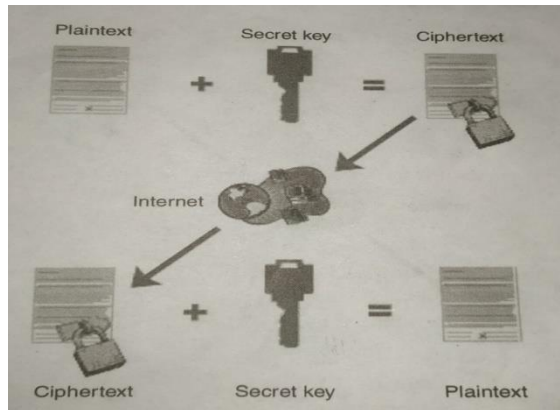 Plaintext Secret key Ciphertext
+ =
Internet
+ =
Ciphertext Secret key Plaintext